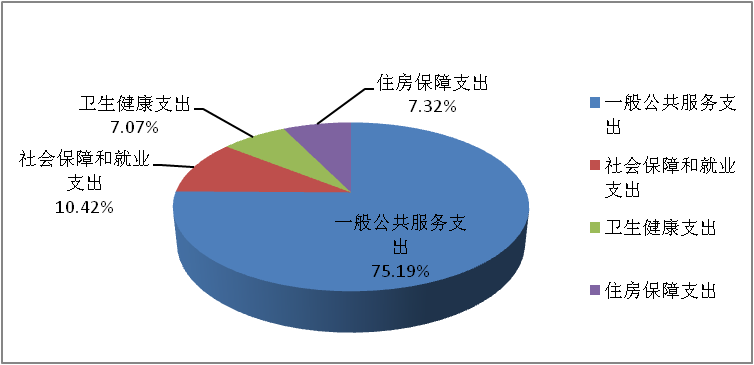 住房保障支出
7.32%
卫生健康支出
7.07%
社会保障和就业
支出
10.42%
一般公共服务支
出
75.19%
一般公共服务支
出
社会保障和就业
支出
卫生健康支出
住房保障支出